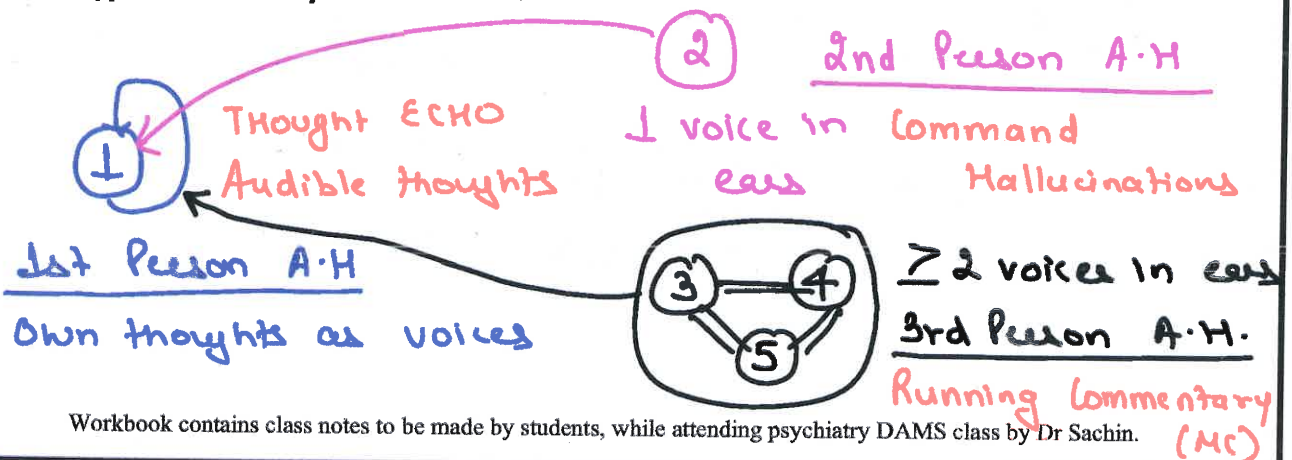 2 2nd Person A.H
Thought ECHO
1 voice in ears
Command Hallucinations
1
Audible thoughts
1st Person A.H
Own thoughts as voices
3 4
5
≥2 voices in ears
3rd Person A.H.
Running Commentary
(MC)
Workbook contains class notes to be made by students, while attending psychiatry DAMS class by Dr Sachin.